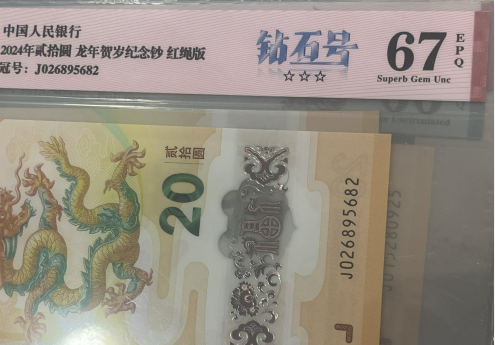 中国人民银行
2024年贰拾圆 龙年贺岁纪念钞 红绳版
冠号: J026895682
钻石号
☆☆☆
67
EPQ
Superb Gem Unc
贰拾圆
20
J026895682
J